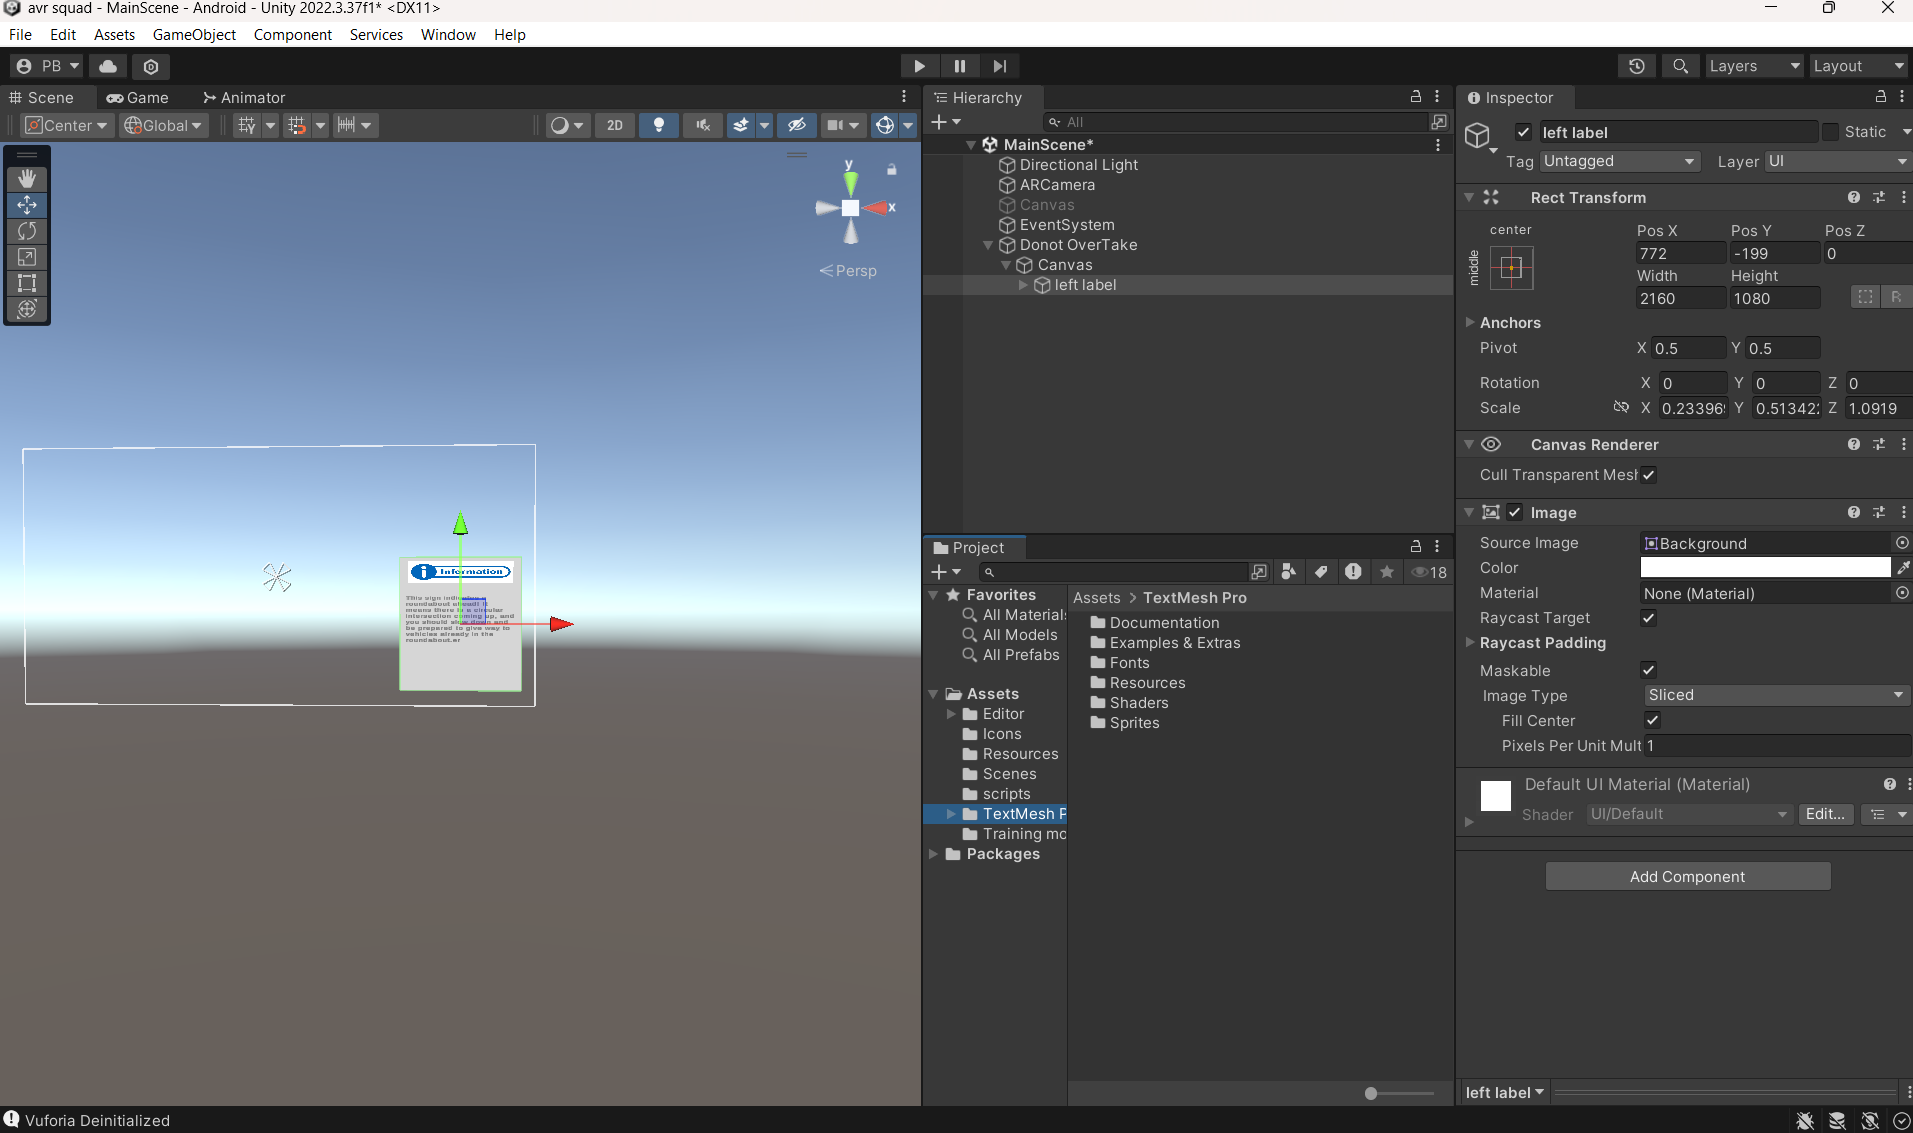 avr squad - MainScene - Android - Unity 2022.3.37f1* <DX11>
File Edit Assets GameObject Component Services Window Help
PB
Layers
Layout
Scene
Game
Animator
Center
Global
2D
y
x
Persp
Information
This sign indicates a
roundabout ahead! It
means there is a circular
intersection coming up, and
you should slow down and
be prepared to give way to
vehicles already in the
roundabout.er
Hierarchy
All
MainScene*
Directional Light
ARCamera
Canvas
EventSystem
Donot OverTake
Canvas
left label
Project
18
Favorites
All Materials
All Models
All Prefabs
Assets
Editor
Icons
Resources
Scenes
scripts
TextMesh P
Training mo
Packages
Assets > TextMesh Pro
Documentation
Examples & Extras
Fonts
Resources
Shaders
Sprites
Inspector
left label
Static
Tag Untagged
Layer UI
Rect Transform
center
middle
Pos X Pos Y Pos Z
772 -199 0
Width Height
2160 1080
R
Anchors
Pivot X 0.5 Y 0.5
Rotation X 0 Y 0 Z 0
Scale X 0.23396 Y 0.51342 Z 1.0919
Canvas Renderer
Cull Transparent Mesh
Image
Source Image Background
Color
Material None (Material)
Raycast Target
Raycast Padding
Maskable
Image Type Sliced
Fill Center
Pixels Per Unit Mult 1
Default UI Material (Material)
Shader UI/Default Edit...
Add Component
left label
Vuforia Deinitialized